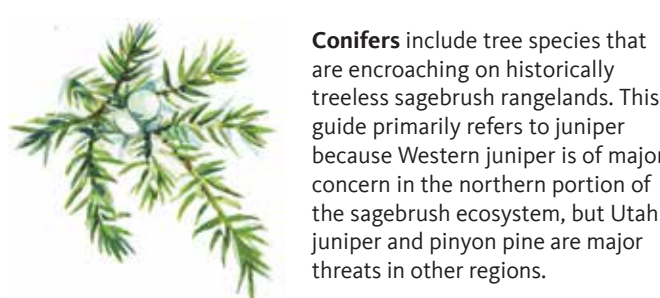 Conifers include tree species that
are encroaching on historically
treeless sagebrush rangelands. This
guide primarily refers to juniper
because Western juniper is of major
concern in the northern portion of
the sagebrush ecosystem, but Utah
juniper and pinyon pine are major
threats in other regions.